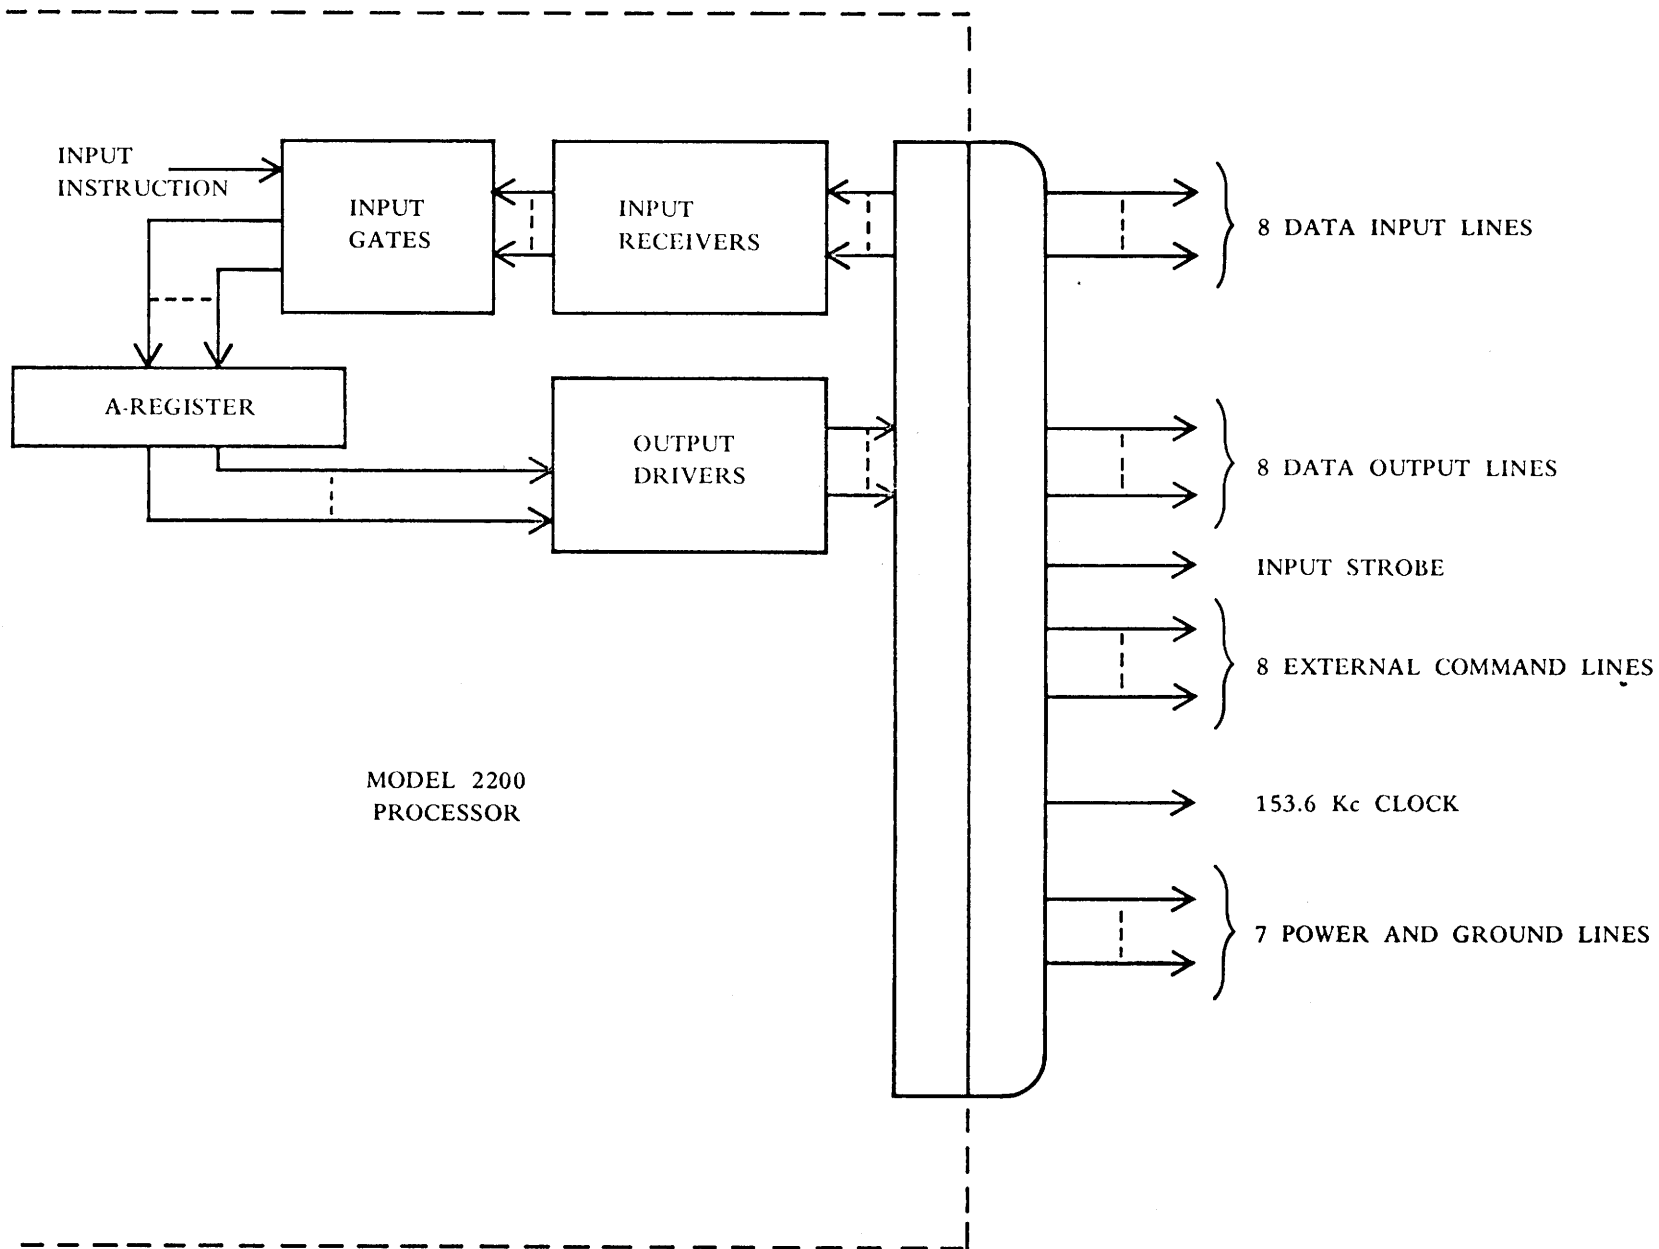 INPUT
INSTRUCTION
INPUT
GATES
INPUT
RECEIVERS
8 DATA INPUT LINES
A-REGISTER
OUTPUT
DRIVERS
8 DATA OUTPUT LINES
INPUT STROBE
8 EXTERNAL COMMAND LINES
MODEL 2200
PROCESSOR
153.6 Kc CLOCK
7 POWER AND GROUND LINES